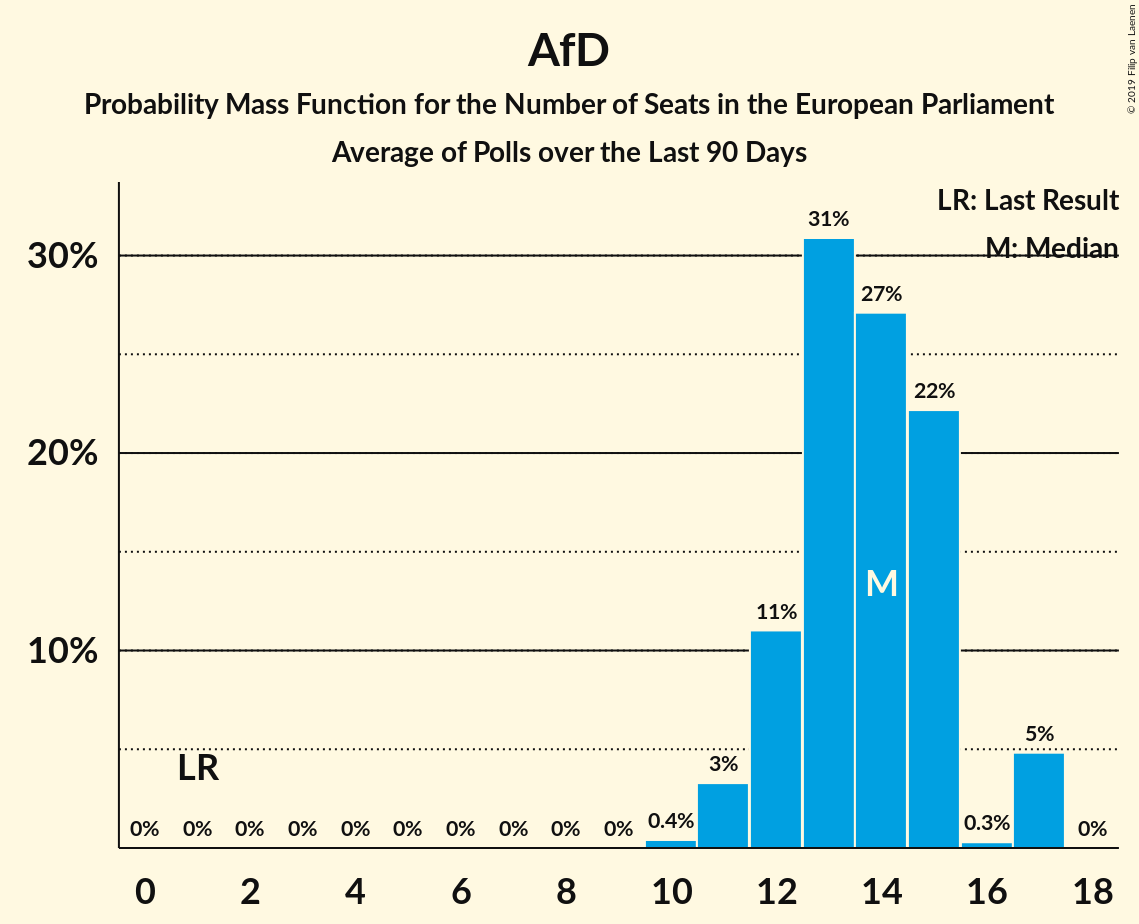 AfD
Probability Mass Function for the Number of Seats in the European Parliament
Average of Polls over the Last 90 Days
© 2019 Filip van Laenen
LR: Last Result
M: Median
30%
20%
10%
31%
27%
22%
11%
5%
3%
0.4%
0.3%
0% 0% 0% 0% 0% 0% 0% 0% 0% 0% 0%
LR
M
0 2 4 6 8 10 12 14 16 18